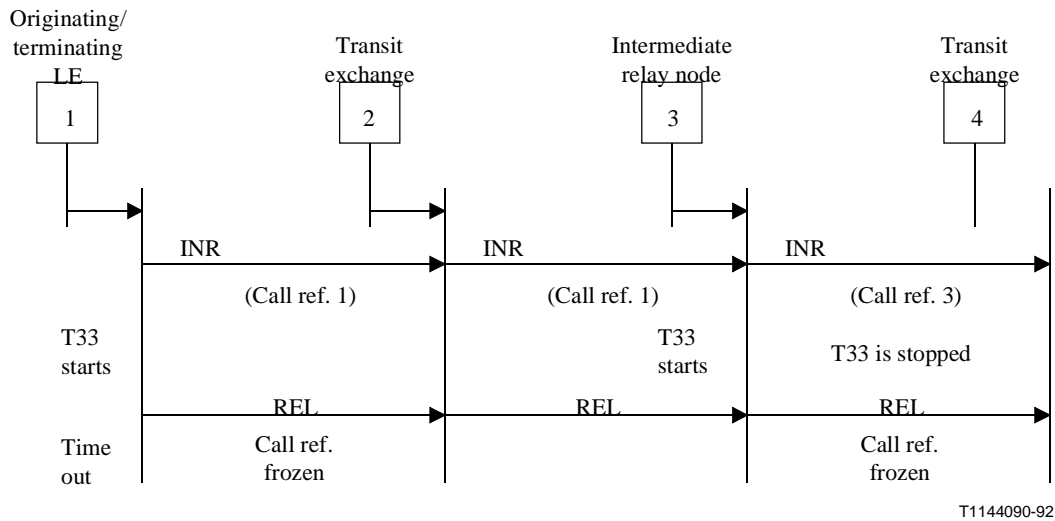 Originating/
terminating
LE
Transit
exchange
Intermediate
relay node
Transit
exchange
1
2
3
4
INR
INR
INR
(Call ref. 1)
(Call ref. 1)
(Call ref. 3)
T33
starts
T33
starts
T33 is stopped
REL
REL
REL
Time
out
Call ref.
frozen
Call ref.
frozen
T1144090-92